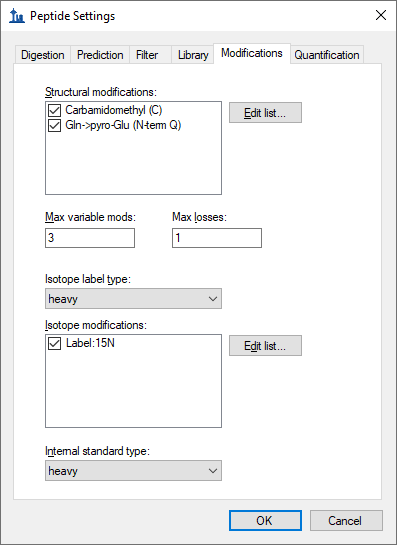 Peptide Settings
Digestion Prediction Filter Library Modifications Quantification
Structural modifications:
Carbamidomethyl (C)
Gln->pyro-Glu (N-term Q)
Edit list...
Max variable mods: Max losses:
3 1
Isotope label type:
heavy
Isotope modifications:
Label:15N
Edit list...
Internal standard type:
heavy
OK Cancel